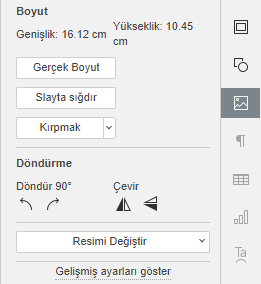 Boyut
Genişlik: 16.12 cm
Yükseklik: 10.45 cm
Gerçek Boyut
Slayta sığdır
Kırpmak
Döndürme
Döndür 90°
Çevir
Resimi Değiştir
Gelişmiş ayarları göster
Ta